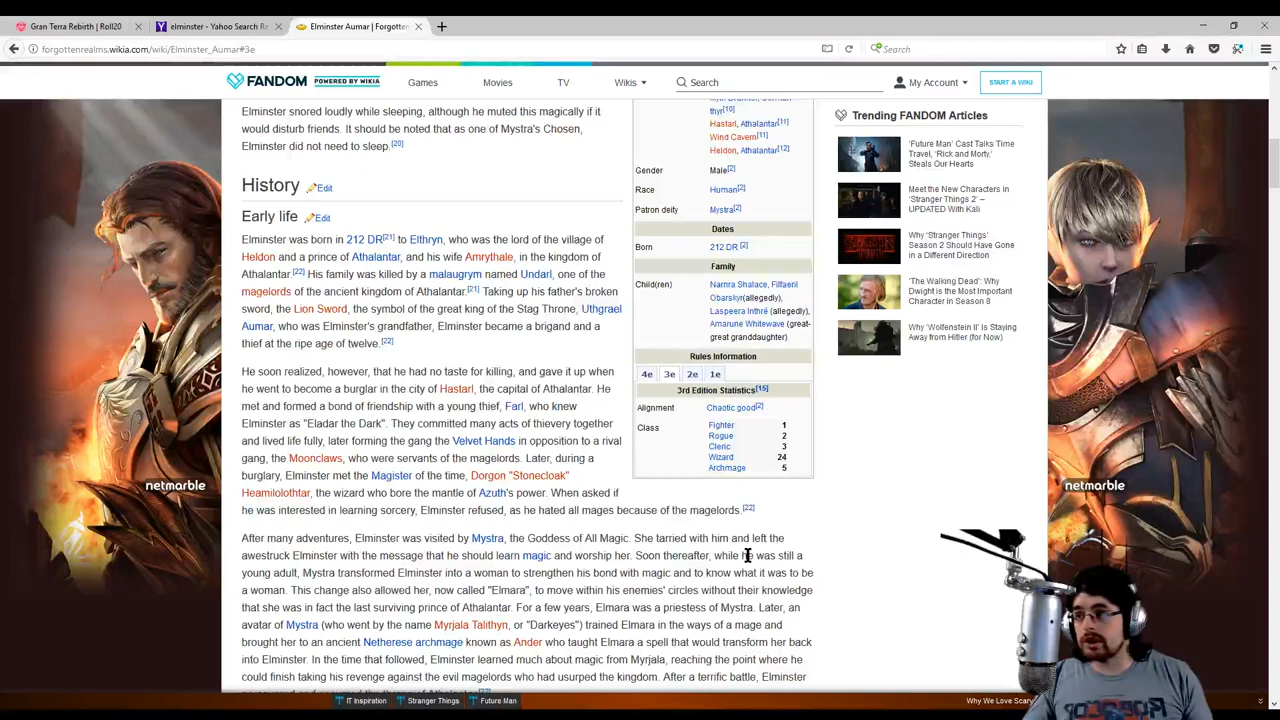 Gran Terra Rebirth | Roll20
elminster - Yahoo Search Re
Elminster Aumar | Forgotten
forgottenrealms.wikia.com/wiki/Elminster_Aumar#3e
Search
FANDOM POWERED BY WIKIA
Games
Movies
TV
Wikis
Search
My Account
START A WIKI
Elminster snored loudly while sleeping, although he muted this magically if it
would disturb friends. It should be noted that as one of Mystra's Chosen,
Elminster did not need to sleep.[20]
History Edit
Early life Edit
Elminster was born in 212 DR[21] to Elthryn, who was the lord of the village of
Heldon and a prince of Athalantar, and his wife Amrythale, in the kingdom of
Athalantar.[22] His family was killed by a malaugrym named Undarl, one of the
magelords of the ancient kingdom of Athalantar.[21] Taking up his father's broken
sword, the Lion Sword, the symbol of the great king of the Stag Throne, Uthgrael
Aumar, who was Elminster's grandfather, Elminster became a brigand and a
thief at the ripe age of twelve.[22]
He soon realized, however, that he had no taste for killing, and gave it up when
he went to become a burglar in the city of Hastarl, the capital of Athalantar. He
met and formed a bond of friendship with a young thief, Farl, who knew
Elminster as "Eladar the Dark". They committed many acts of thievery together
and lived life fully, later forming the gang the Velvet Hands in opposition to a rival
gang, the Moonclaws, who were servants of the magelords. Later, during a
burglary, Elminster met the Magister of the time, Dorgon "Stonecloak"
Heamilolothtar, the wizard who bore the mantle of Azuth's power. When asked if
he was interested in learning sorcery, Elminster refused, as he hated all mages because of the magelords.[22]
After many adventures, Elminster was visited by Mystra, the Goddess of All Magic. She tarried with him and left the
awestruck Elminster with the message that he should learn magic and worship her. Soon thereafter, while he was still a
young adult, Mystra transformed Elminster into a woman to strengthen his bond with magic and to know what it was to be
a woman. This change also allowed her, now called "Elmara", to move within his enemies' circles without their knowledge
that she was in fact the last surviving prince of Athalantar. For a few years, Elmara was a priestess of Mystra. Later, an
avatar of Mystra (who went by the name Myrjala Talithyn, or "Darkeyes") trained Elmara in the ways of a mage and
brought her to an ancient Netherese archmage known as Ander who taught Elmara a spell that would transform her back
into Elminster. In the time that followed, Elminster learned much about magic from Myrjala, reaching the point where he
could finish taking his revenge against the evil magelords who had usurped the kingdom. After a terrific battle, Elminster
thyr[10]
Hastarl, Athalantar[11]
Wind Cavern[11]
Heldon, Athalantar[12]
Gender Male[2]
Race Human[2]
Patron deity Mystra[2]
Dates
Born 212 DR [2]
Family
Child(ren) Narnra Shalace, Filfaeril
Obarskyr(allegedly),
Laspeera Inthré (allegedly),
Amarune Whitewave (great-
great granddaughter)
Rules Information
4e 3e 2e 1e
3rd Edition Statistics[15]
Alignment Chaotic good[2]
Class Fighter 1
Rogue 2
Cleric 3
Wizard 24
Archmage 5
Trending FANDOM Articles
'Future Man' Cast Talks Time
Travel, 'Rick and Morty,'
Steals Our Hearts
Meet the New Characters in
'Stranger Things 2' –
UPDATED With Kali
Why 'Stranger Things'
Season 2 Should Have Gone
in a Different Direction
'The Walking Dead': Why
Dwight is the Most Important
Character in Season 8
Why 'Wolfenstein II' Is Staying
Away from Hitler (for Now)
netmarble
netmarble
IT Inspiration
Stranger Things
Future Man
Why We Love Scary